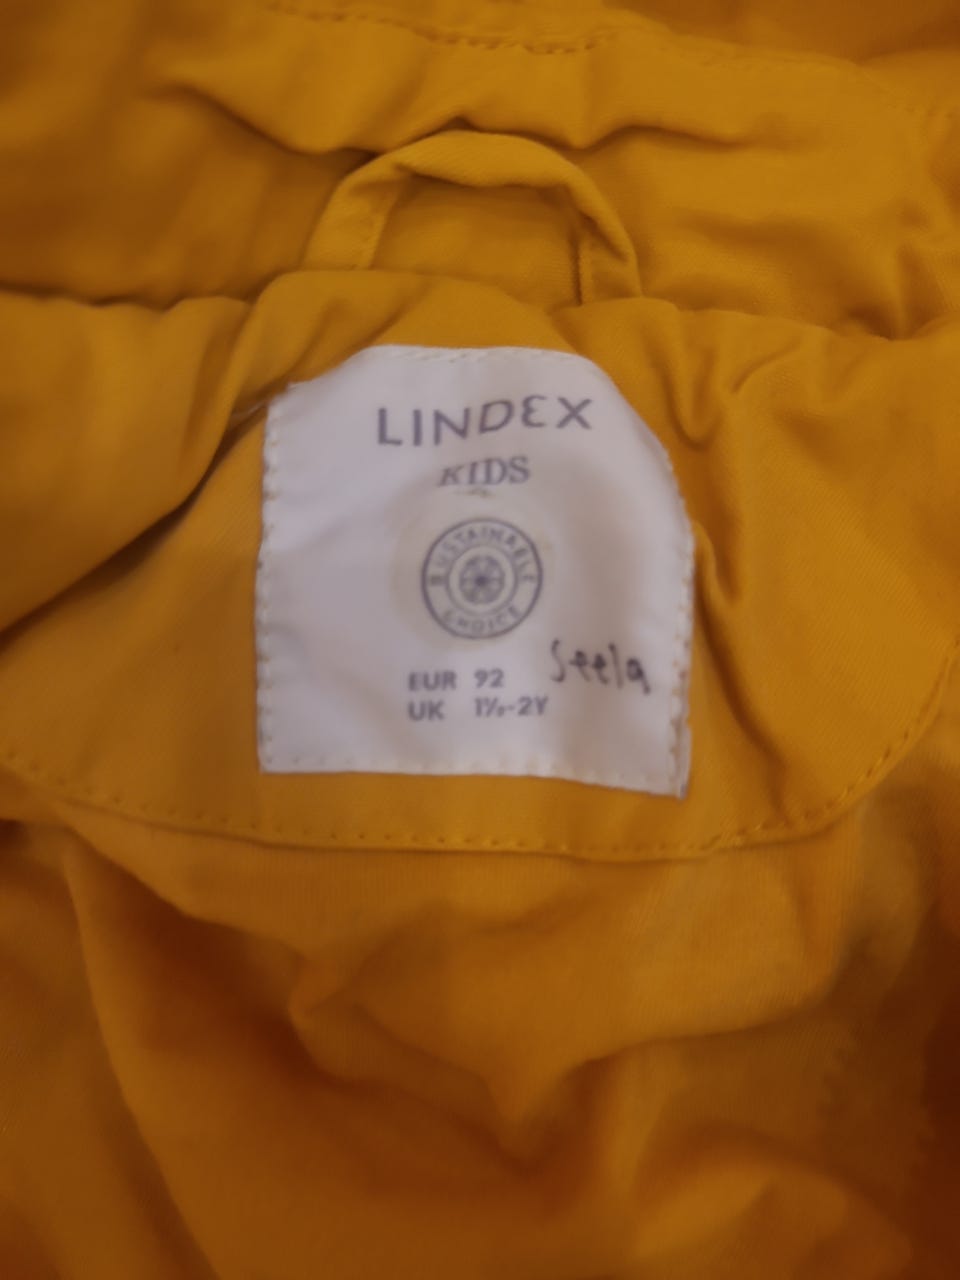 LINDEX
KIDS
SUSTAINABLE
CHOICE
Seela
EUR 92
UK 1½-2Y